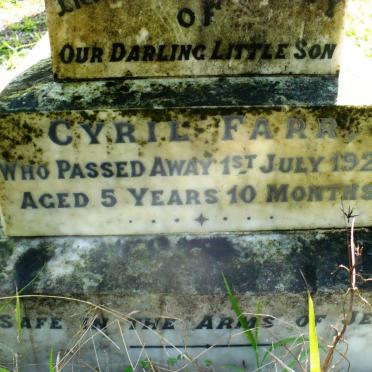 OF
OUR DARLING LITTLE SON
CYRIL FARR,
WHO PASSED AWAY 1ST JULY 192
AGED 5 YEARS 10 MONTHS
SAFE IN THE ARMS OF JE